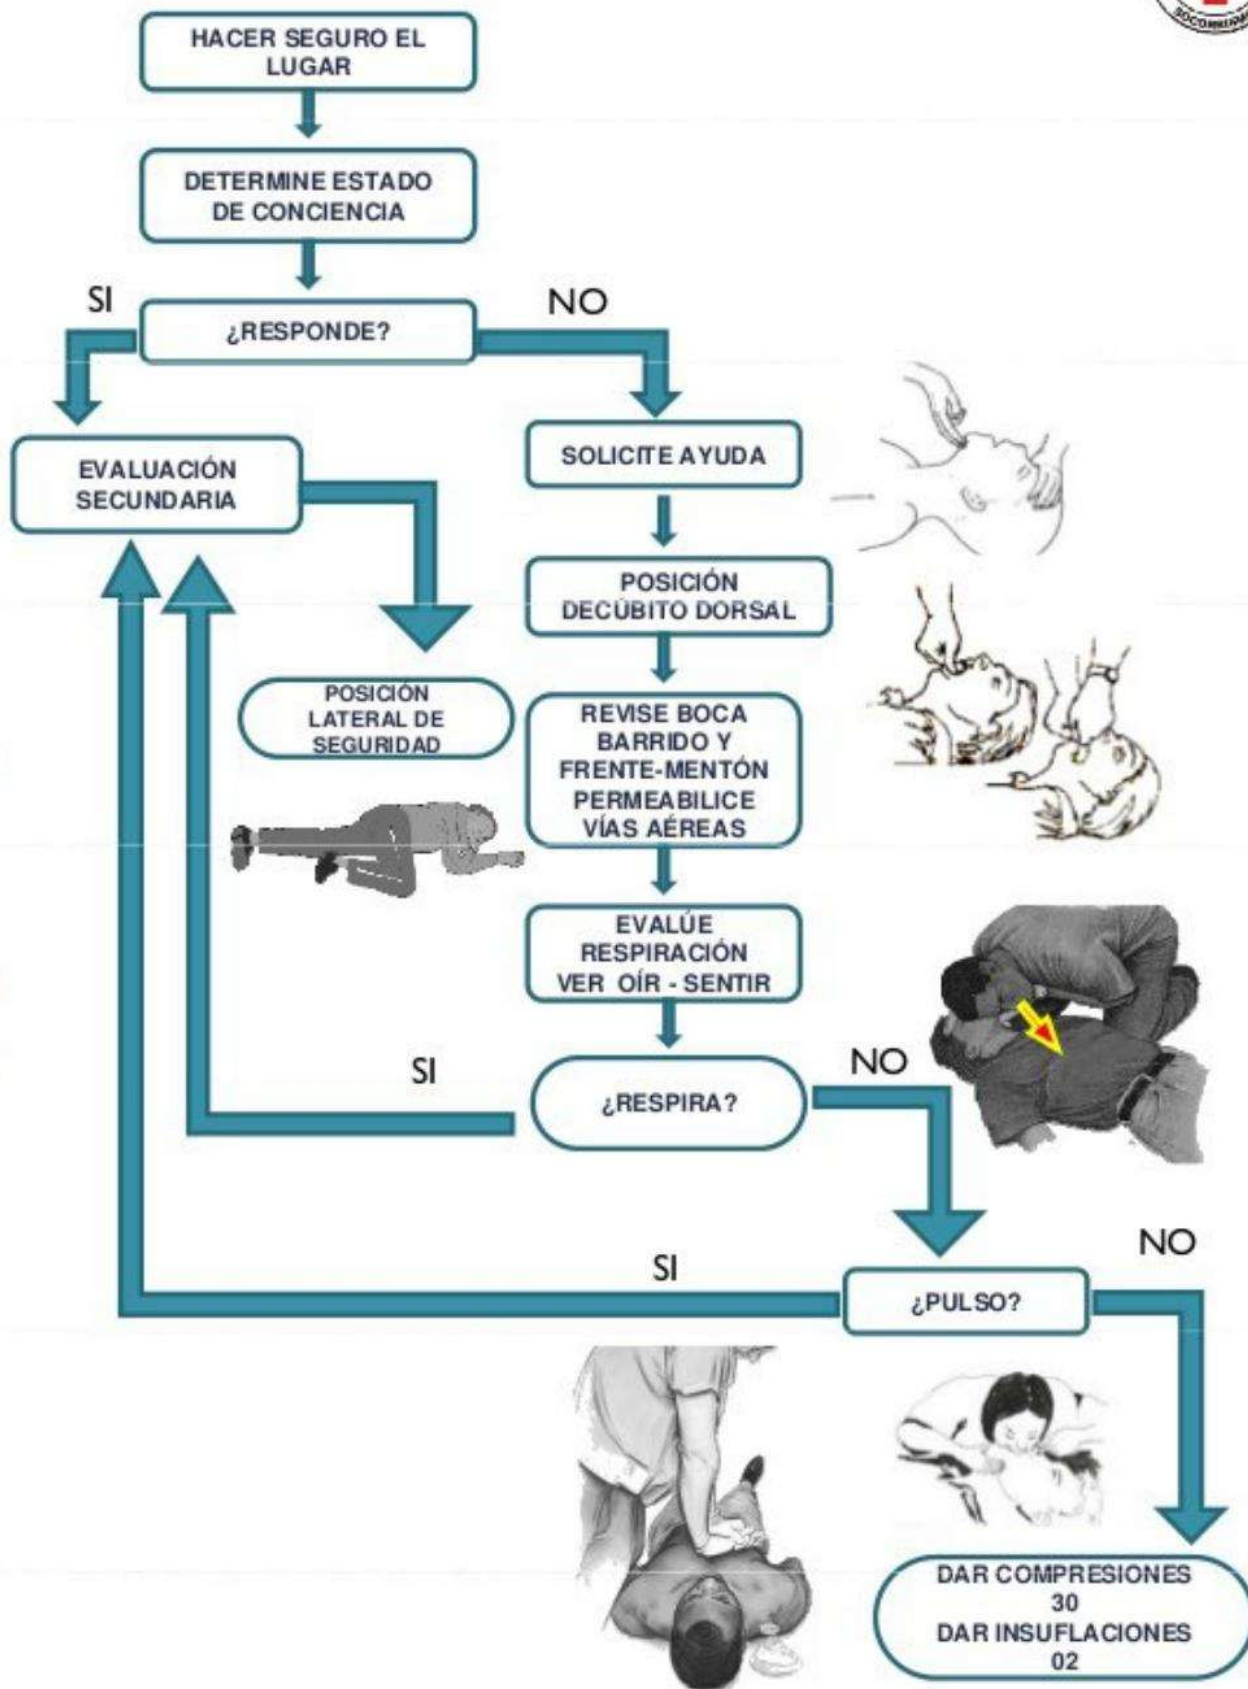 HACER SEGURO EL
LUGAR
DETERMINE ESTADO
DE CONCIENCIA
SI
NO
¿RESPONDE?
EVALUACIÓN
SECUNDARIA
SOLICITE AYUDA
POSICIÓN
DECÚBITO DORSAL
POSICIÓN
LATERAL DE
SEGURIDAD
REVISE BOCA
BARRIDO Y
FRENTE-MENTÓN
PERMEABILICE
VÍAS AÉREAS
EVALÚE
RESPIRACIÓN
VER OÍR - SENTIR
SI
NO
¿RESPIRA?
SI
NO
¿PULSO?
DAR COMPRESIONES
30
DAR INSUFLACIONES
02